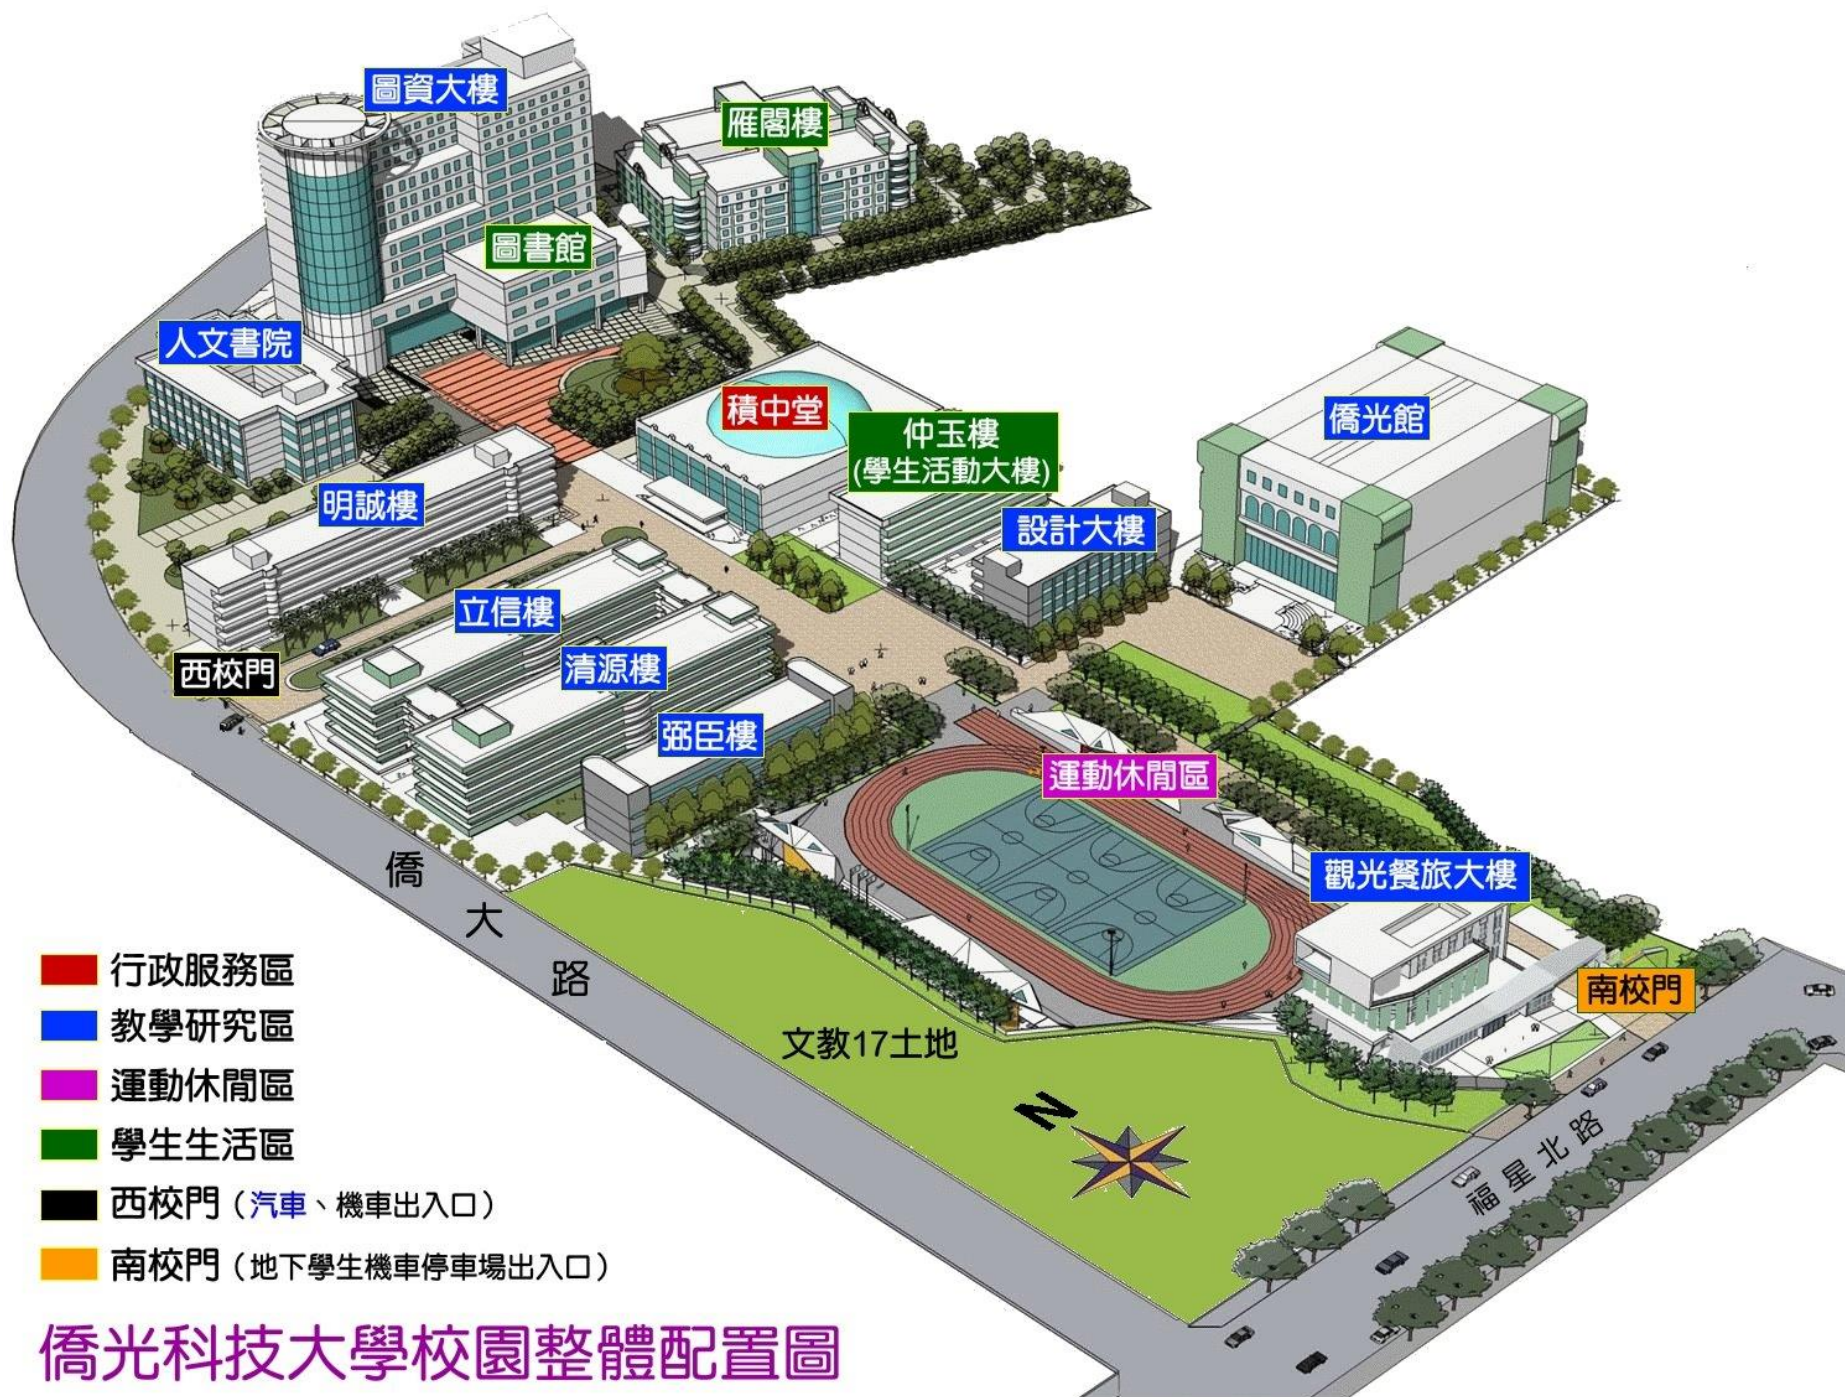 圖資大樓
雁閣樓
圖書館
人文書院
積中堂
仲玉樓
(學生活動大樓)
僑光館
明誠樓
設計大樓
立信樓
西校門
清源樓
弼臣樓
運動休閒區
觀光餐旅大樓
南校門
僑大路
文教17土地
N
福星北路
行政服務區
教學研究區
運動休閒區
學生生活區
西校門（汽車、機車出入口）
南校門（地下學生機車停車場出入口）
僑光科技大學校園整體配置圖